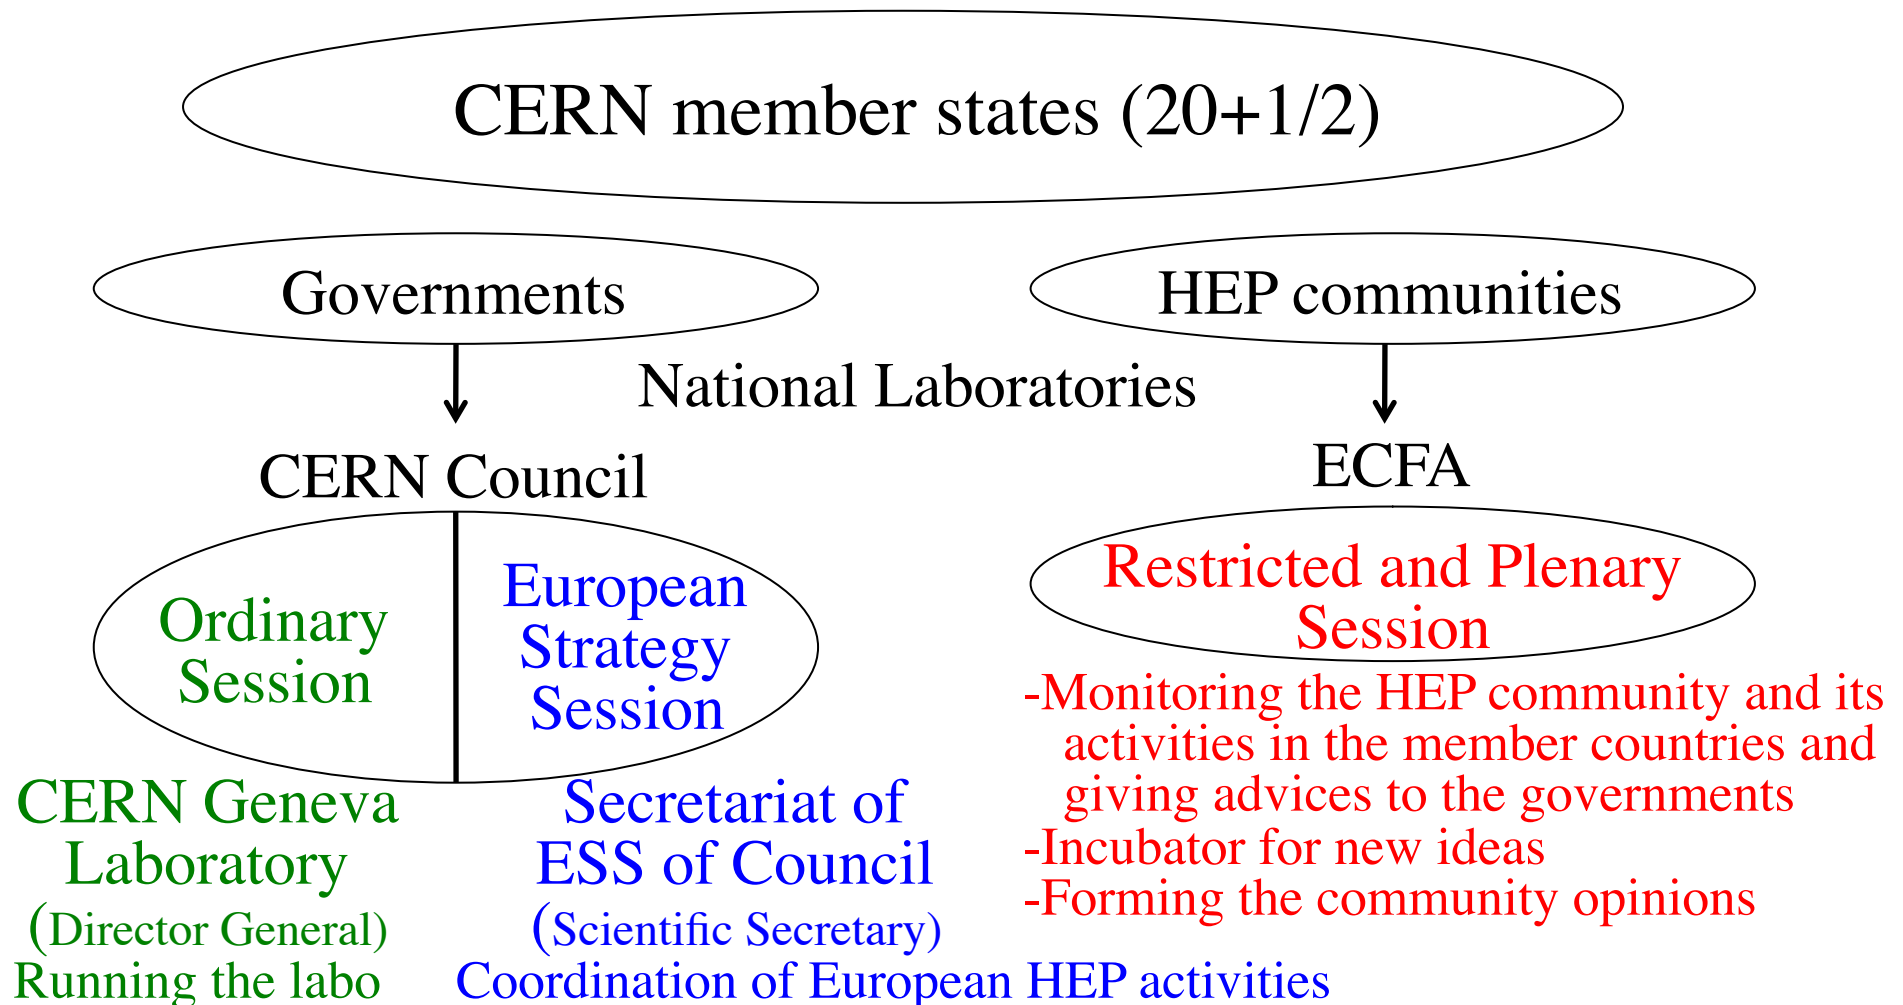 CERN member states (20+1/2)
Governments
HEP communities
National Laboratories
CERN Council
ECFA
Ordinary
Session
European
Strategy
Session
Restricted and Plenary
Session
CERN Geneva
Laboratory
(Director General)
Running the labo
Secretariat of
ESS of Council
(Scientific Secretary)
Coordination of European HEP activities
-Monitoring the HEP community and its
activities in the member countries and
giving advices to the governments
-Incubator for new ideas
-Forming the community opinions